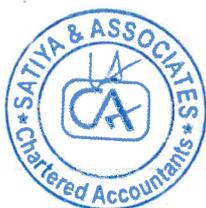 ★ SATIYA & ASSOCIATES ★
CA
Chartered Accountants